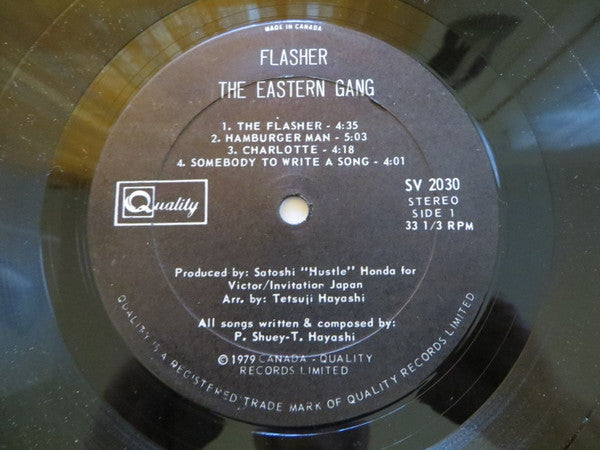 MADE IN CANADA
FLASHER
THE EASTERN GANG
1. THE FLASHER - 4:35
2. HAMBURGER MAN - 5:03
3. CHARLOTTE - 4:18
4. SOMEBODY TO WRITE A SONG - 4:01
Quality
SV 2030
STEREO
SIDE 1
33 1/3 RPM
Produced by: Satoshi "Hustle" Honda for
Victor/Invitation Japan
Arr. by: Tetsuji Hayashi
All songs written & composed by:
P. Shuey-T. Hayashi
© 1979 CANADA - QUALITY
RECORDS LIMITED
QUALITY IS A REGISTERED TRADE MARK OF QUALITY RECORDS LIMITED